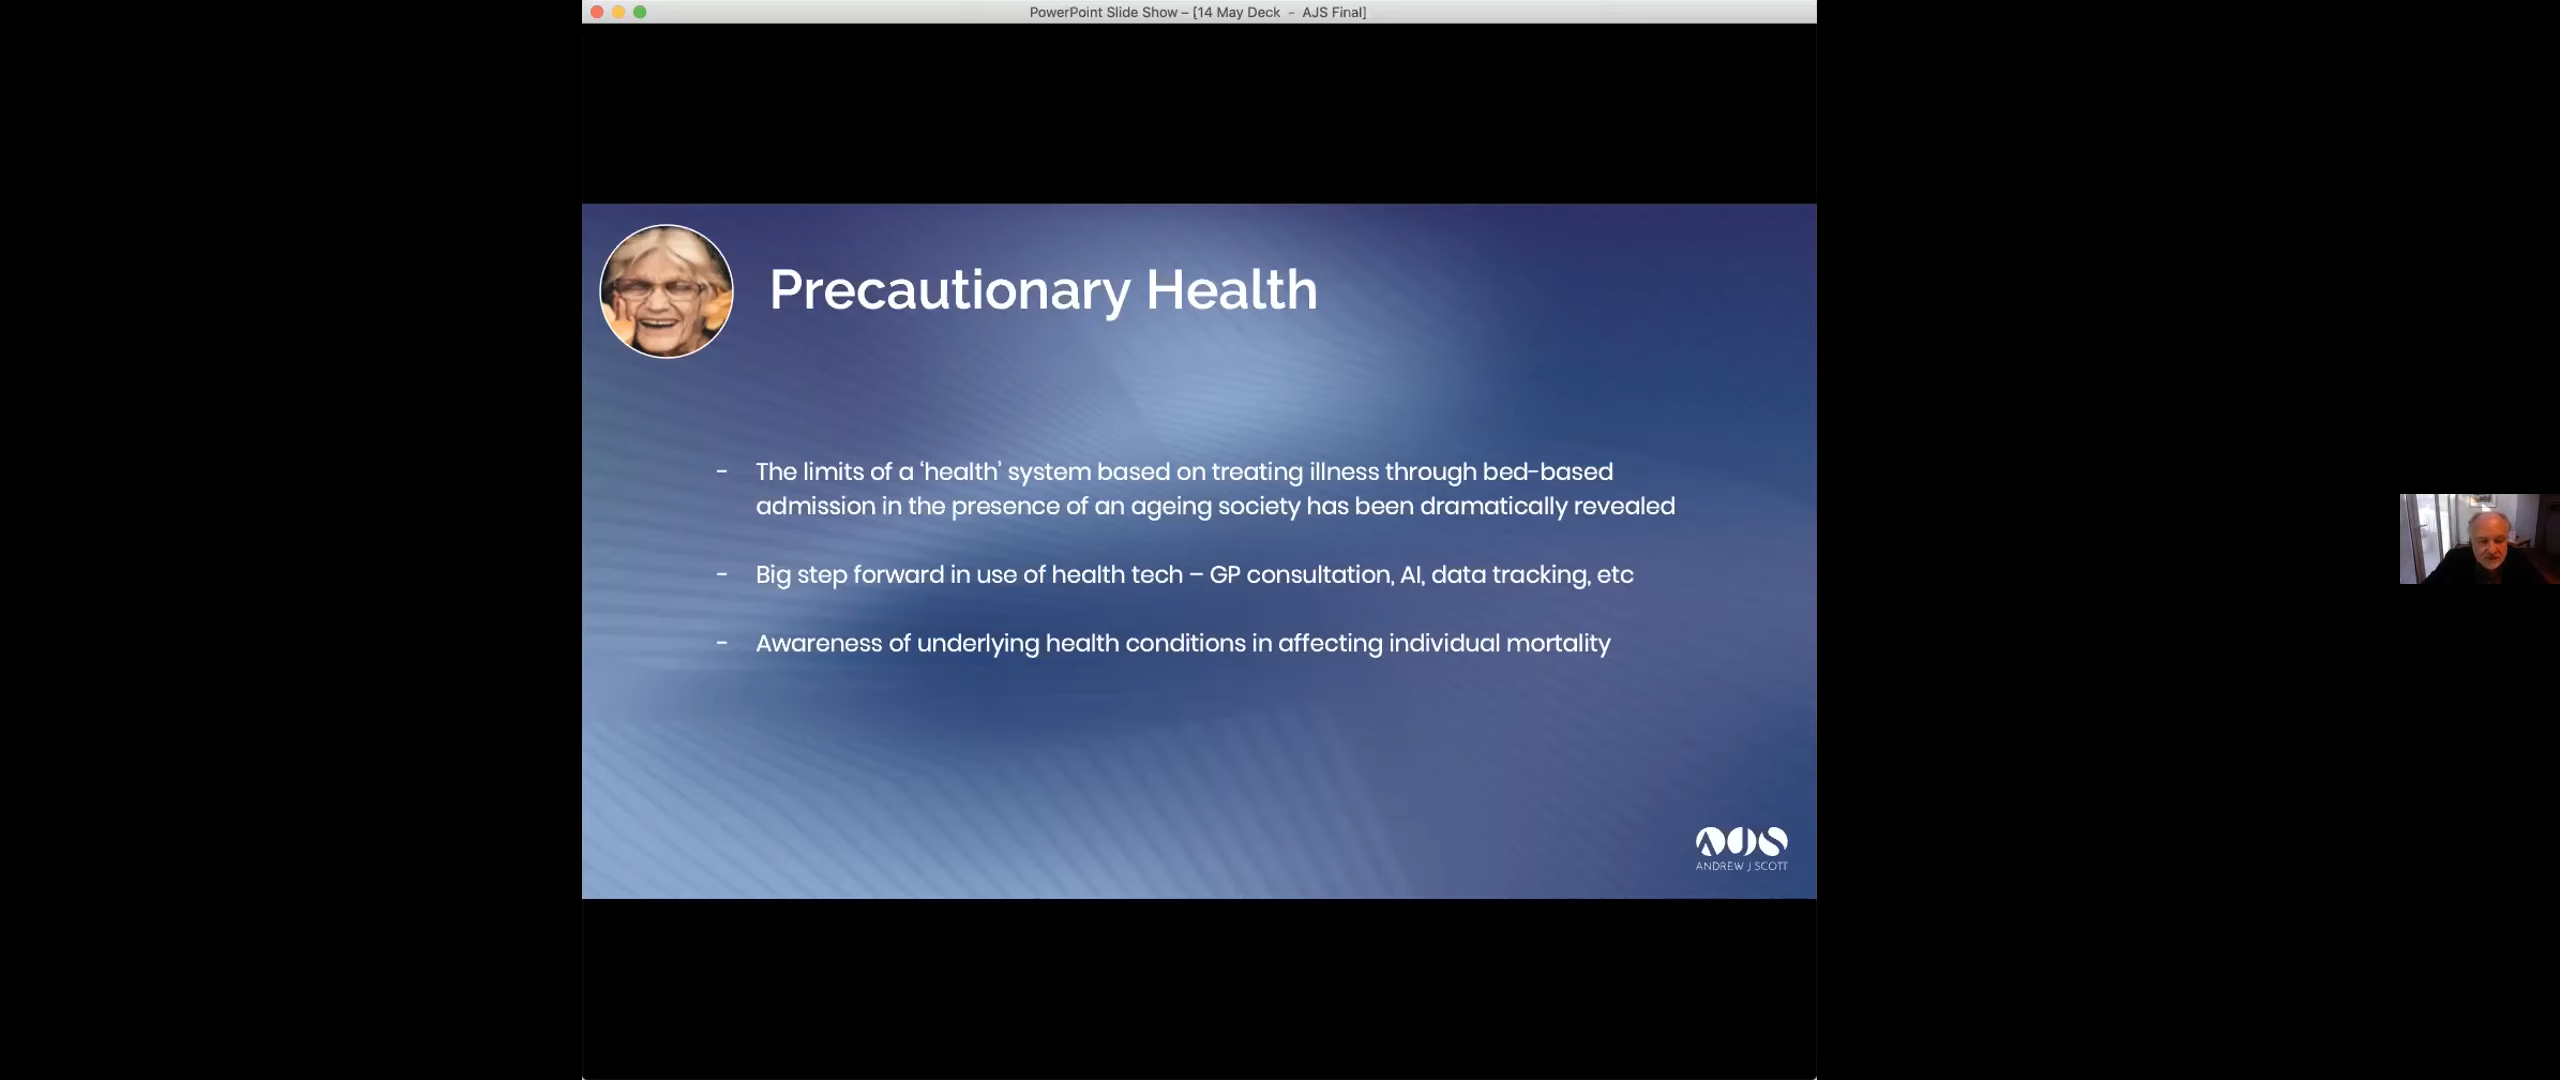 PowerPoint Slide Show – [14 May Deck - AJS Final]
Precautionary Health
- The limits of a ‘health’ system based on treating illness through bed-based
admission in the presence of an ageing society has been dramatically revealed
- Big step forward in use of health tech – GP consultation, AI, data tracking, etc
- Awareness of underlying health conditions in affecting individual mortality
AJS
ANDREW J SCOTT